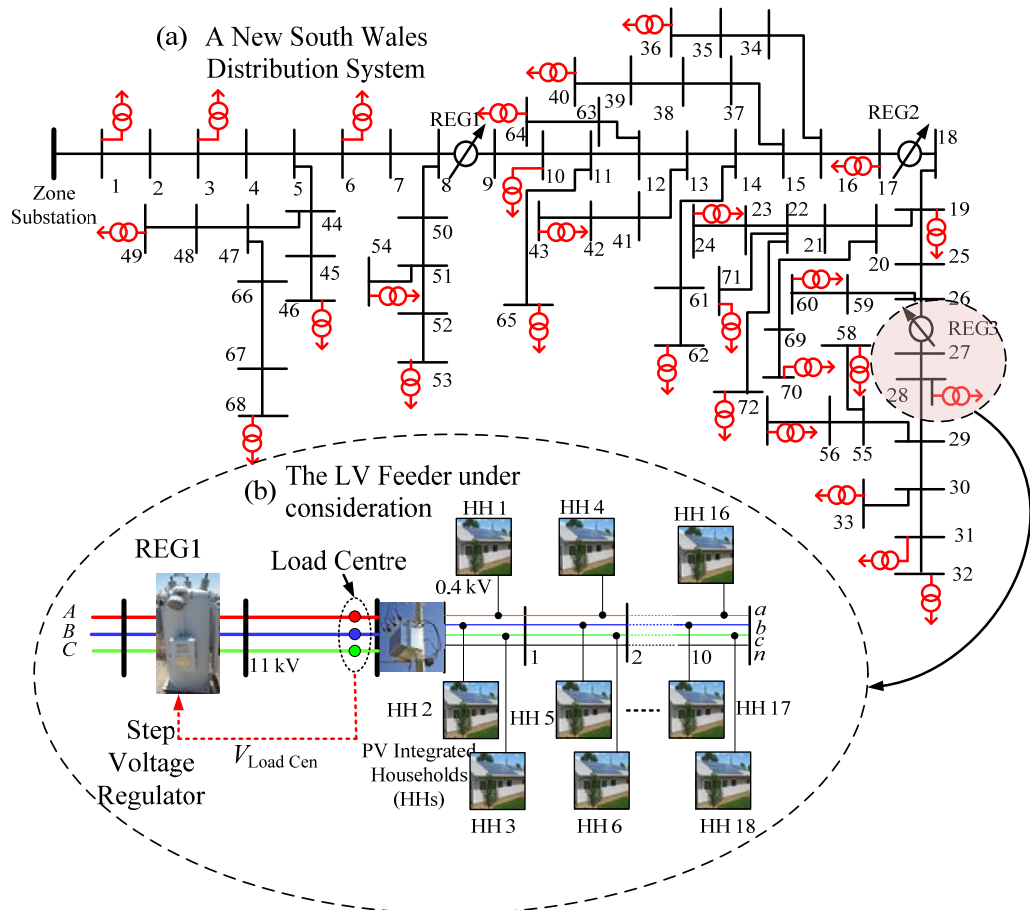 (a) A New South Wales
Distribution System
36
35
34
40
39
38
37
63
64
REG1
REG2
18
Zone
Substation
1
2
3
4
5
6
7
8
9
10
11
12
13
14
15
16
17
49
48
47
44
45
46
66
67
68
50
54
51
52
53
43
42
41
65
61
62
24
23
22
21
20
19
25
26
71
72
60
59
69
70
58
REG3
27
28
56
55
29
30
33
31
32
(b) The LV Feeder under
consideration
REG1
Load Centre
A
B
C
11 kV
Step
Voltage
Regulator
V Load Cen
0.4 kV
HH 1
HH 4
HH 16
a
b
c
n
1
2
10
HH 2
HH 5
HH 17
PV Integrated
Households
(HHs)
HH 3
HH 6
HH 18